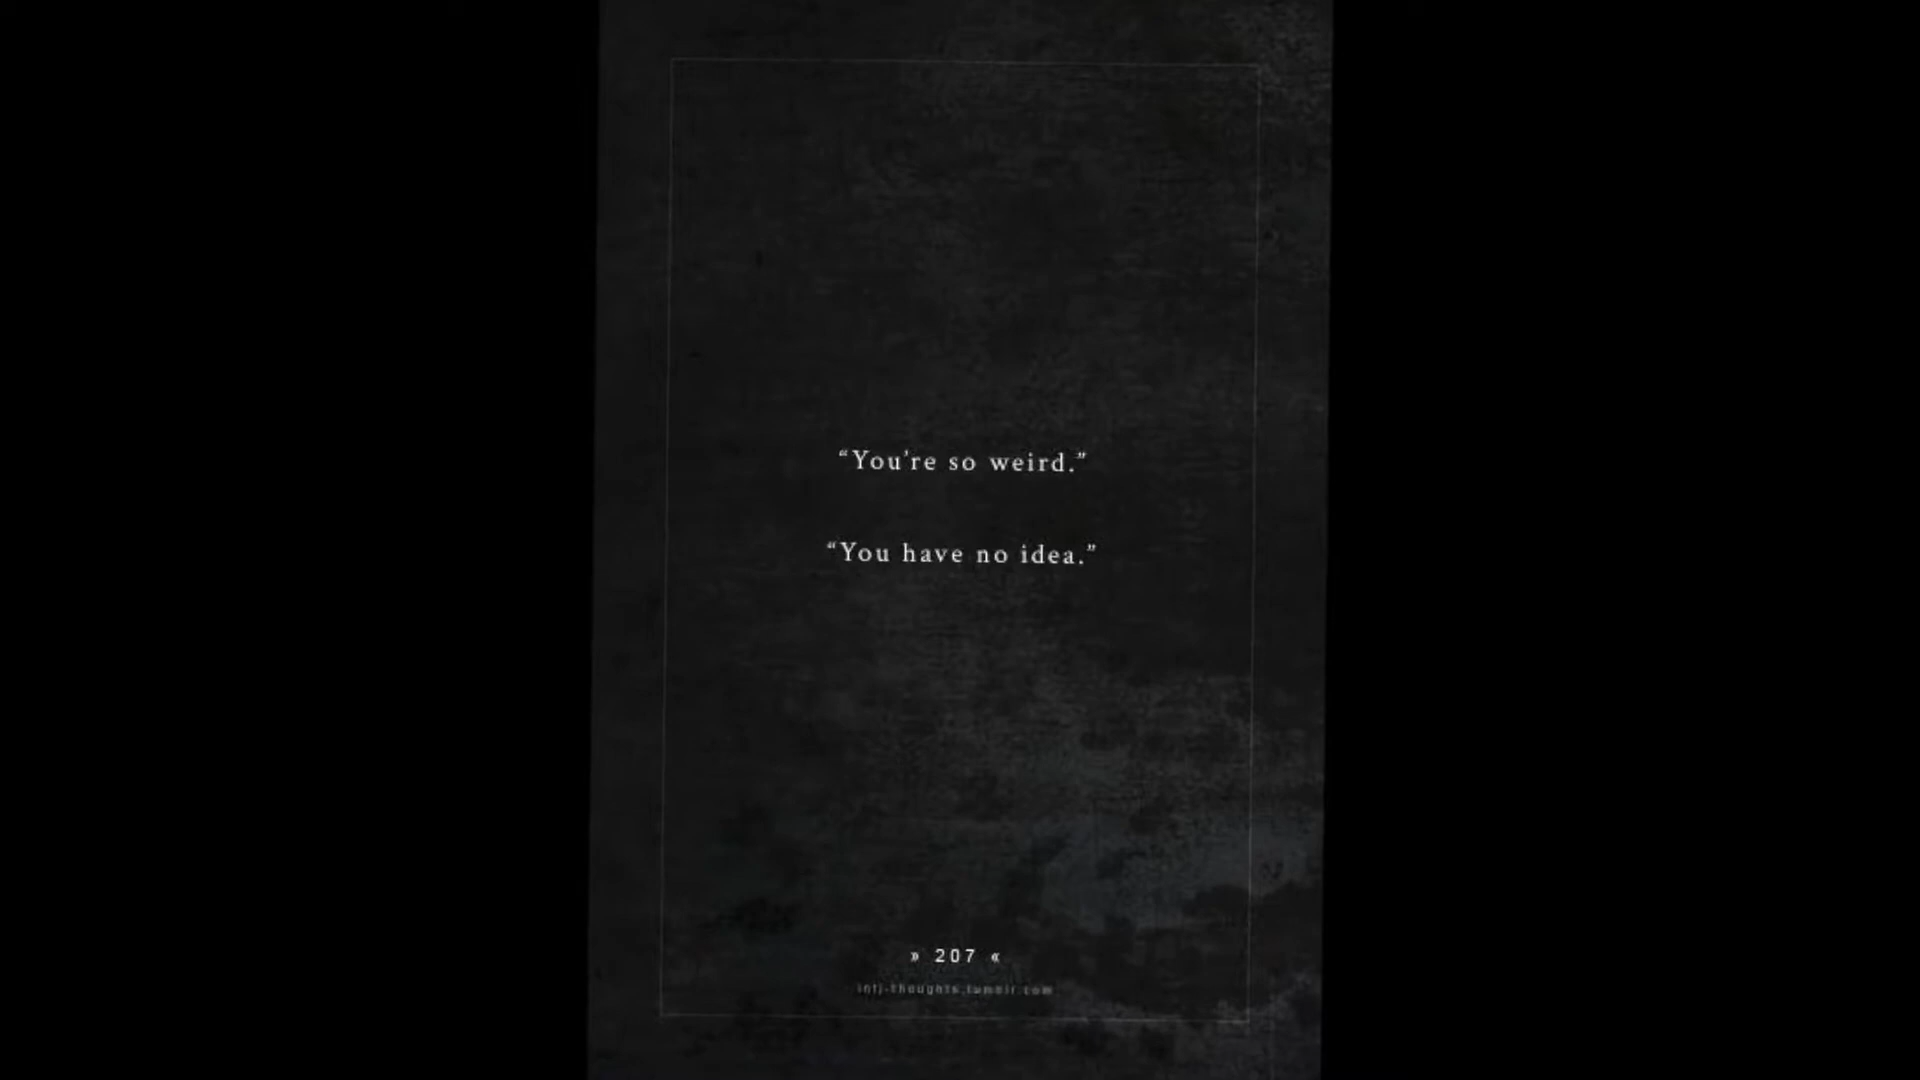 “You’re so weird.”
“You have no idea.”
» 207 «
intj-thoughts.tumblr.com